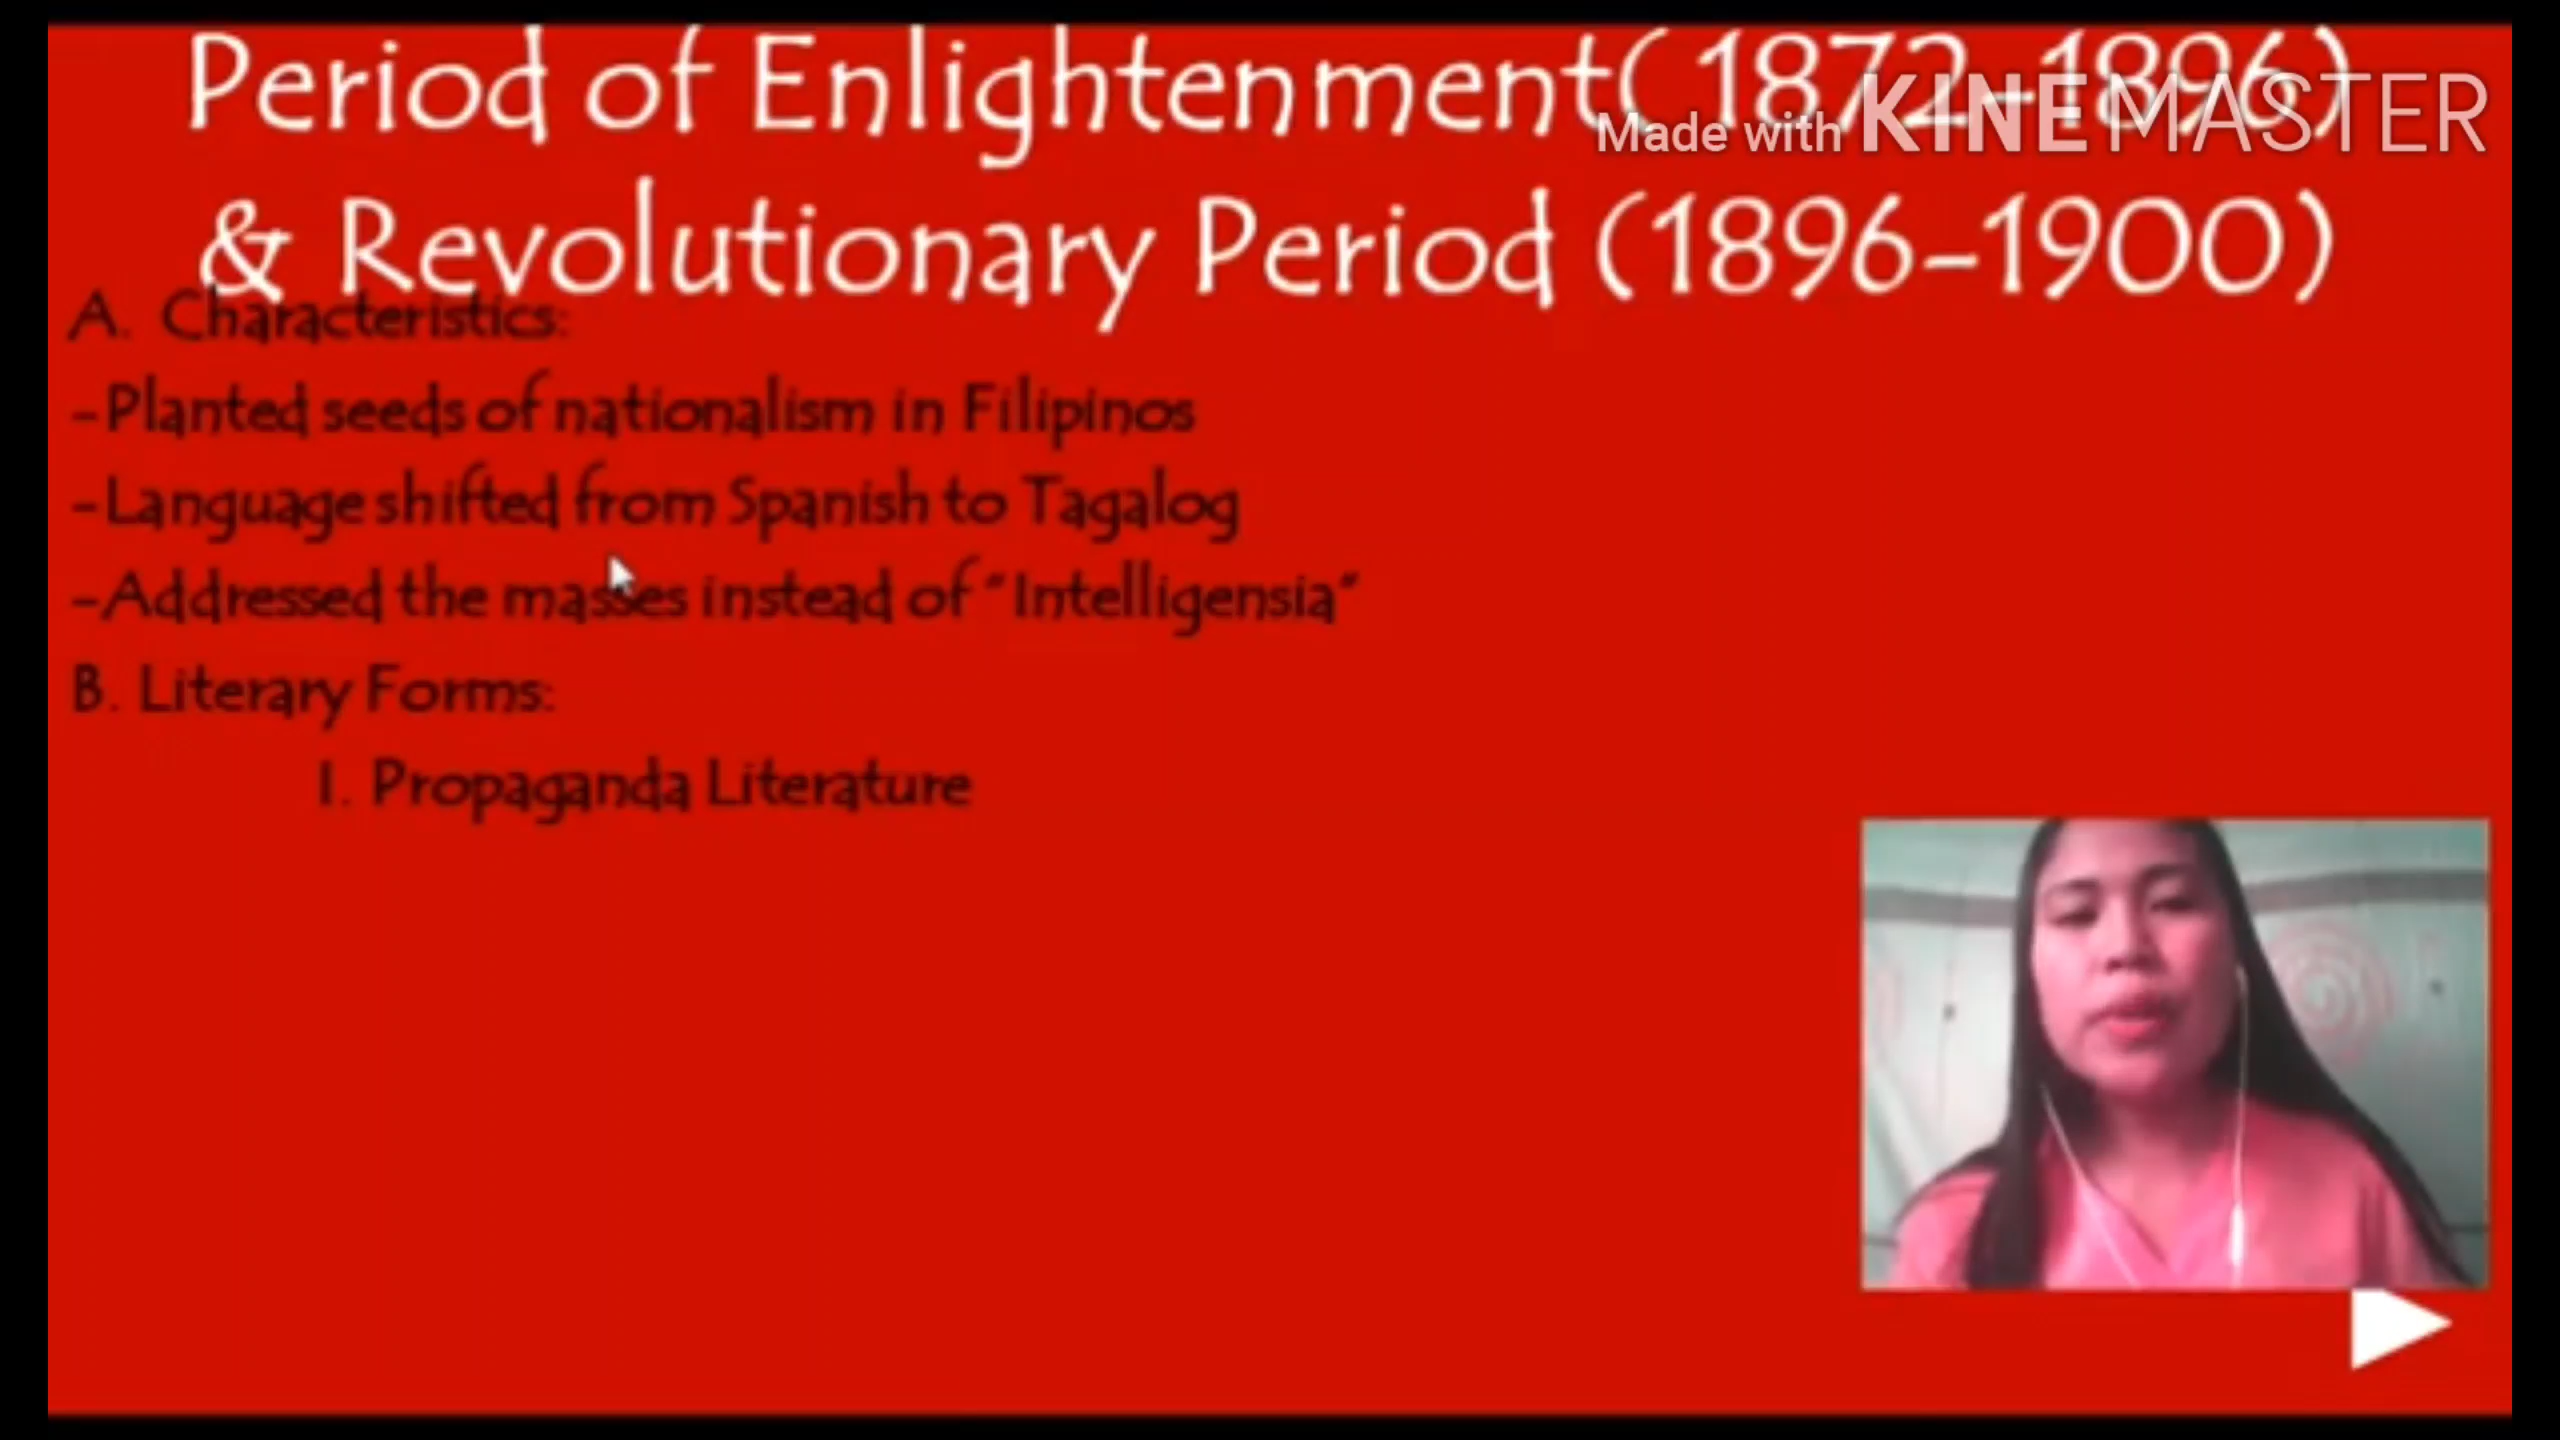 Period of Enlightenment(1872-1896)
Made with KINEMASTER
& Revolutionary Period (1896-1900)
A. Characteristics:
-Planted seeds of nationalism in Filipinos
-Language shifted from Spanish to Tagalog
-Addressed the masses instead of "Intelligensia"
B. Literary Forms:
1. Propaganda Literature